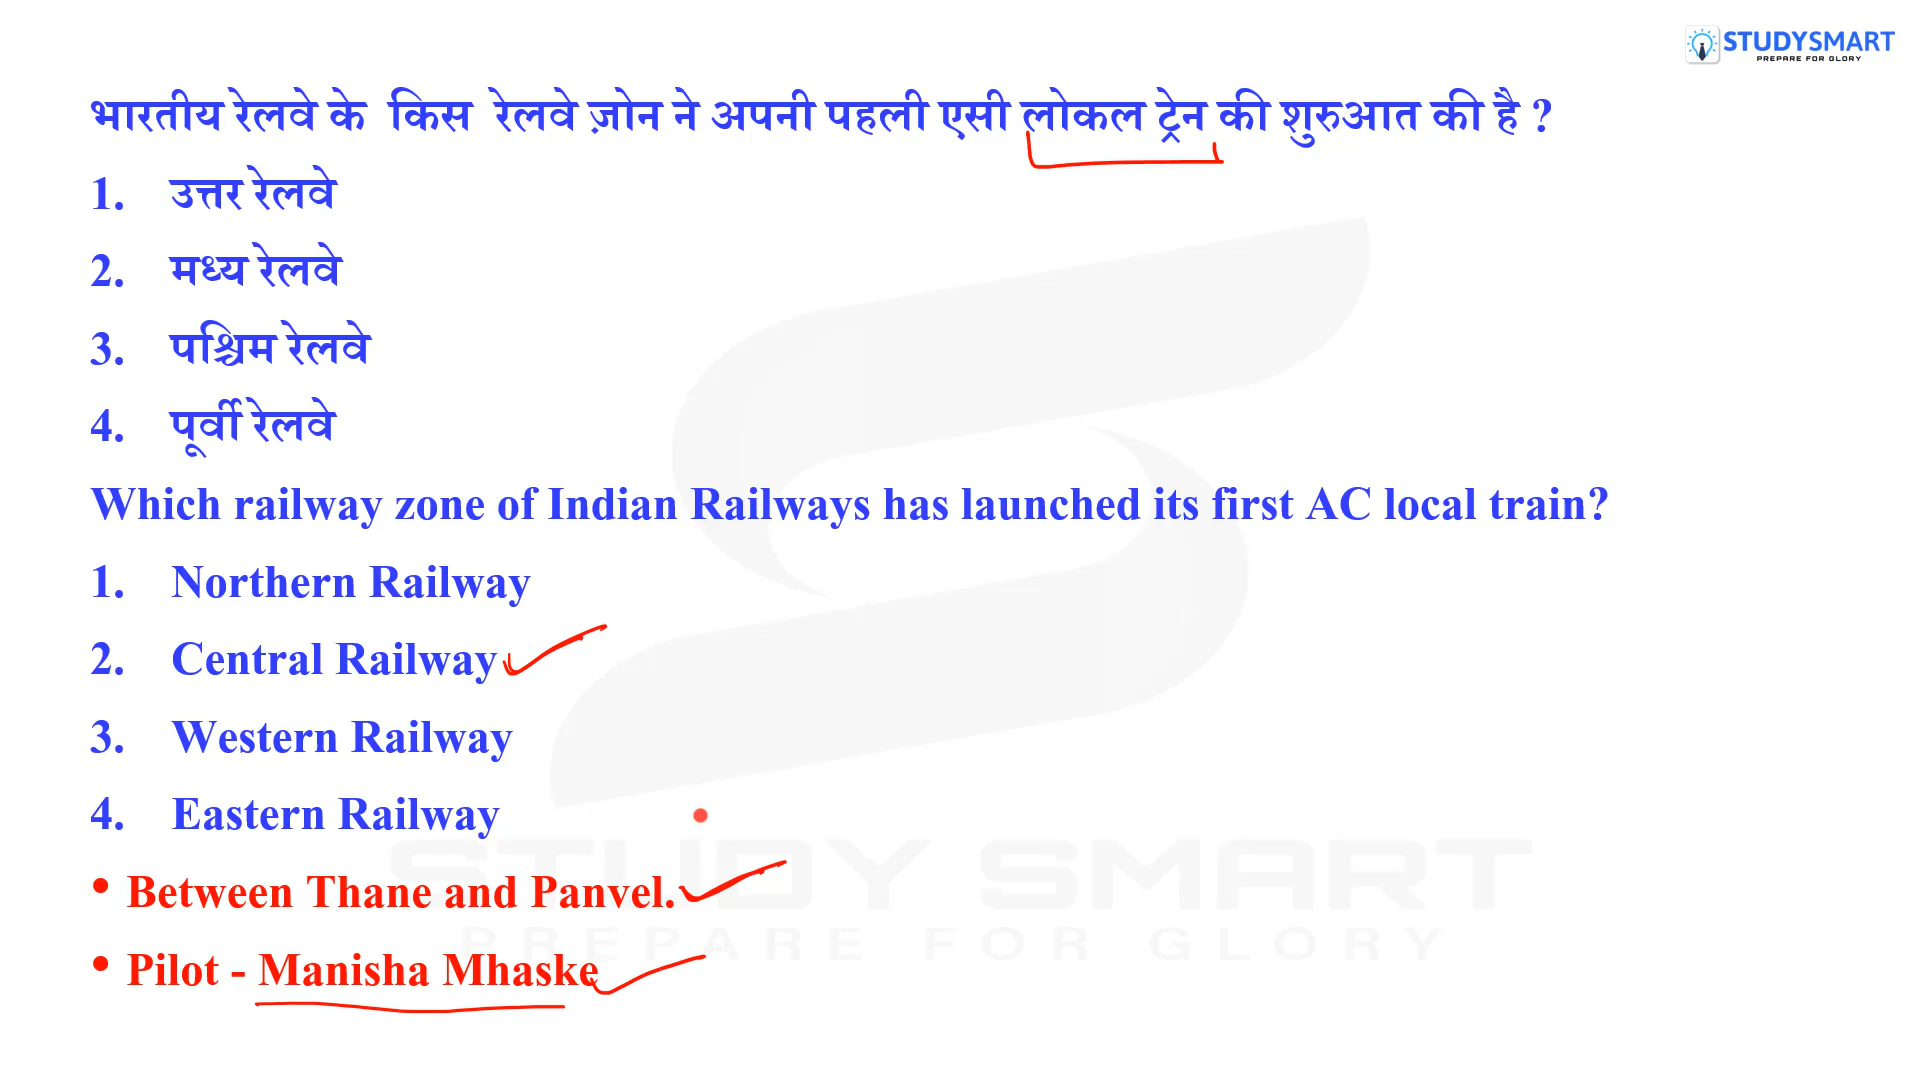 STUDYSMART
PREPARE FOR GLORY
भारतीय रेलवे के किस रेलवे ज़ोन ने अपनी पहली एसी लोकल ट्रेन की शुरुआत की है ?
1. उत्तर रेलवे
2. मध्य रेलवे
3. पश्चिम रेलवे
4. पूर्वी रेलवे
Which railway zone of Indian Railways has launched its first AC local train?
1. Northern Railway
2. Central Railway
3. Western Railway
4. Eastern Railway
STUDY SMART
• Between Thane and Panvel.
PREPARE FOR GLORY
• Pilot - Manisha Mhaske